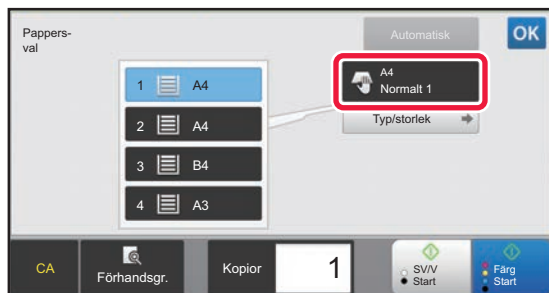 Pappers-
val
Automatisk
OK
1 A4
2 A4
3 B4
4 A3
A4
Normalt 1
Typ/storlek
CA
Förhandsgr.
Kopior
1
SV/V
Start
Färg
Start